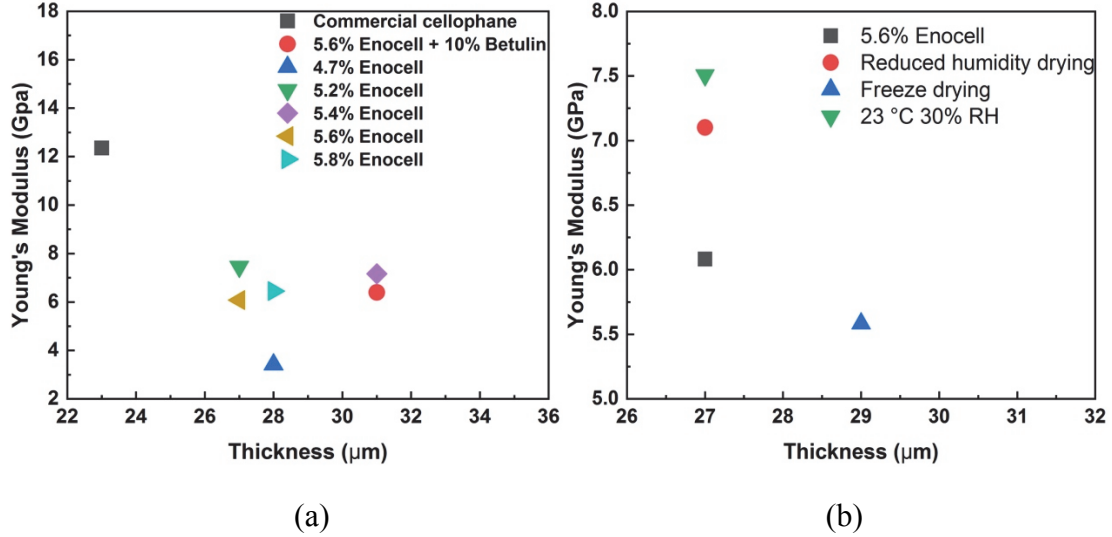 Commercial cellophane
5.6% Enocell + 10% Betulin
4.7% Enocell
5.2% Enocell
5.4% Enocell
5.6% Enocell
5.8% Enocell
18
16
14
12
10
8
6
4
2
Young's Modulus (Gpa)
22 24 26 28 30 32 34 36
Thickness (µm)
(a)
5.6% Enocell
Reduced humidity drying
Freeze drying
23 °C 30% RH
8.0
7.5
7.0
6.5
6.0
5.5
5.0
Young's Modulus (GPa)
26 27 28 29 30 31 32
Thickness (µm)
(b)